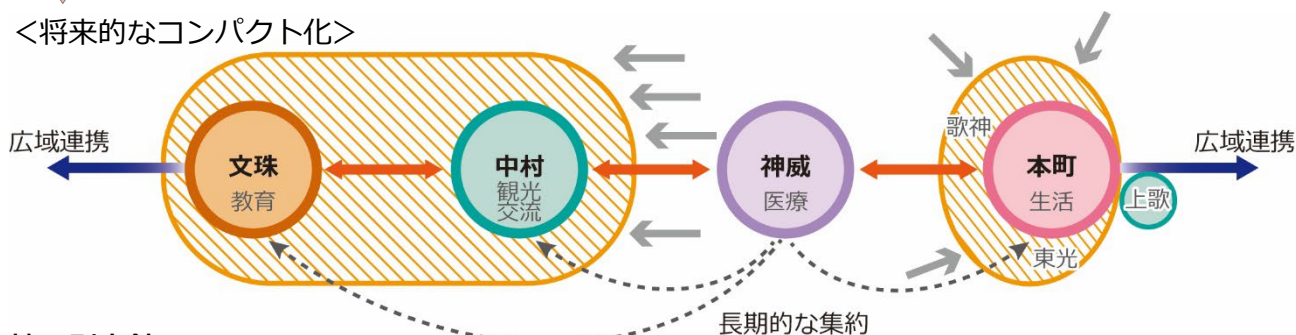 ＜将来的なコンパクト化＞
広域連携
文珠
教育
中村
観光
交流
神威
医療
歌神
本町
生活
東光
上歌
広域連携
長期的な集約